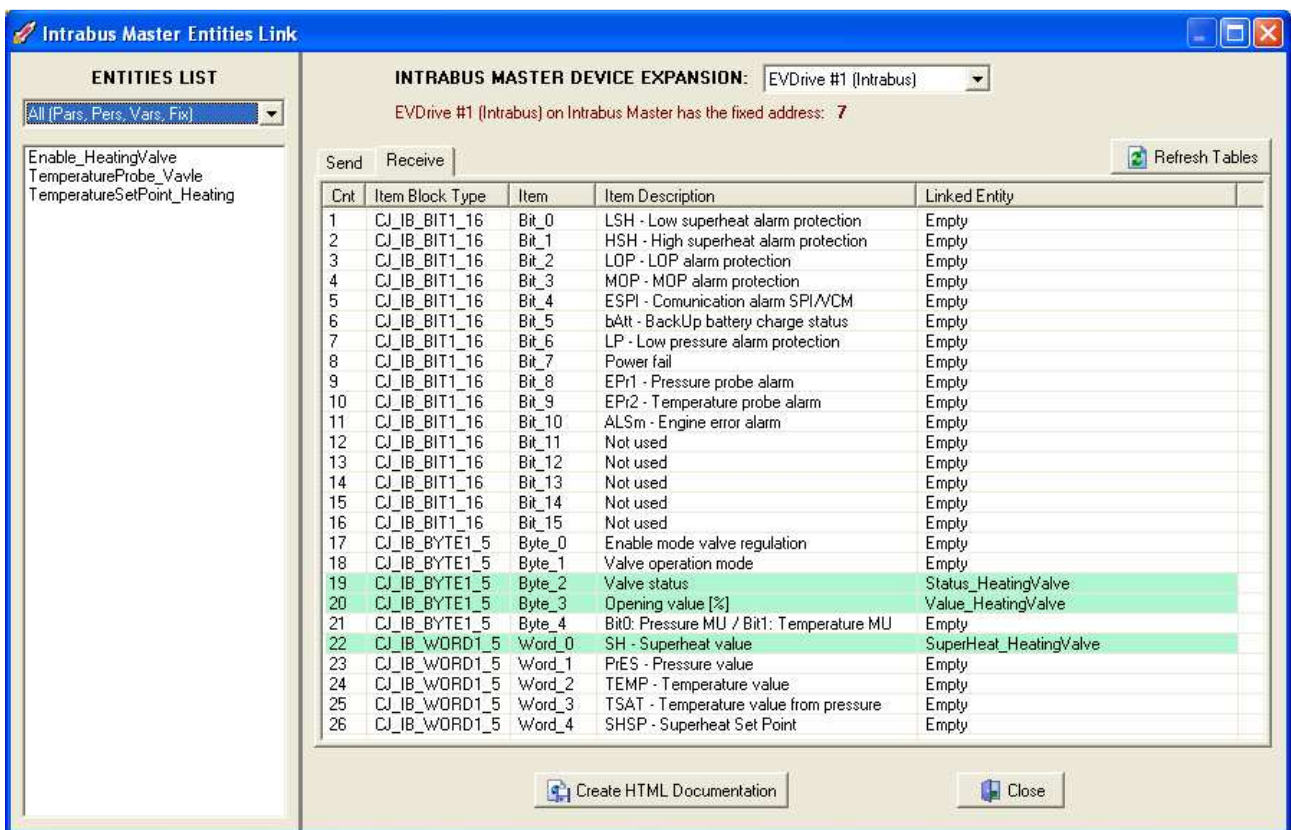 Intrabus Master Entities Link
ENTITIES LIST
All (Pars, Pers, Vars, Fix)
Enable_HeatingValve
TemperatureProbe_Vavle
TemperatureSetPoint_Heating
INTRABUS MASTER DEVICE EXPANSION: EVDrive #1 (Intrabus)
EVDrive #1 (Intrabus) on Intrabus Master has the fixed address: 7
Send Receive
Refresh Tables
Cnt Item Block Type Item Item Description Linked Entity
1 CJ_IB_BIT1_16 Bit_0 LSH - Low superheat alarm protection Empty
2 CJ_IB_BIT1_16 Bit_1 HSH - High superheat alarm protection Empty
3 CJ_IB_BIT1_16 Bit_2 LOP - LOP alarm protection Empty
4 CJ_IB_BIT1_16 Bit_3 MOP - MOP alarm protection Empty
5 CJ_IB_BIT1_16 Bit_4 ESPI - Comunication alarm SPI/VCM Empty
6 CJ_IB_BIT1_16 Bit_5 bAtt - BackUp battery charge status Empty
7 CJ_IB_BIT1_16 Bit_6 LP - Low pressure alarm protection Empty
8 CJ_IB_BIT1_16 Bit_7 Power fail Empty
9 CJ_IB_BIT1_16 Bit_8 EPr1 - Pressure probe alarm Empty
10 CJ_IB_BIT1_16 Bit_9 EPr2 - Temperature probe alarm Empty
11 CJ_IB_BIT1_16 Bit_10 ALSm - Engine error alarm Empty
12 CJ_IB_BIT1_16 Bit_11 Not used Empty
13 CJ_IB_BIT1_16 Bit_12 Not used Empty
14 CJ_IB_BIT1_16 Bit_13 Not used Empty
15 CJ_IB_BIT1_16 Bit_14 Not used Empty
16 CJ_IB_BIT1_16 Bit_15 Not used Empty
17 CJ_IB_BYTE1_5 Byte_0 Enable mode valve regulation Empty
18 CJ_IB_BYTE1_5 Byte_1 Valve operation mode Empty
19 CJ_IB_BYTE1_5 Byte_2 Valve status Status_HeatingValve
20 CJ_IB_BYTE1_5 Byte_3 Opening value [%] Value_HeatingValve
21 CJ_IB_BYTE1_5 Byte_4 Bit0: Pressure MU / Bit1: Temperature MU Empty
22 CJ_IB_WORD1_5 Word_0 SH - Superheat value SuperHeat_HeatingValve
23 CJ_IB_WORD1_5 Word_1 PrES - Pressure value Empty
24 CJ_IB_WORD1_5 Word_2 TEMP - Temperature value Empty
25 CJ_IB_WORD1_5 Word_3 TSAT - Temperature value from pressure Empty
26 CJ_IB_WORD1_5 Word_4 SHSP - Superheat Set Point Empty
Create HTML Documentation Close